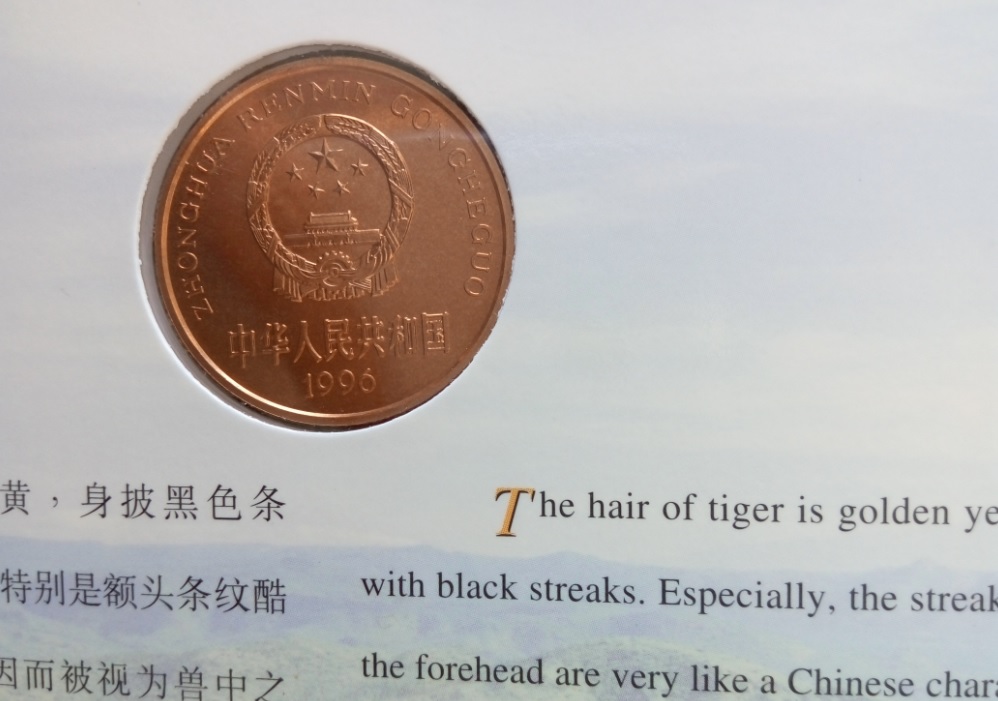 ZHONGHUA RENMIN GONGHEGUO
中华人民共和国
1996
黄，身披黑色条
特别是额头条纹酷
因而被视为兽中之
The hair of tiger is golden ye
with black streaks. Especially, the streak
the forehead are very like a Chinese chara